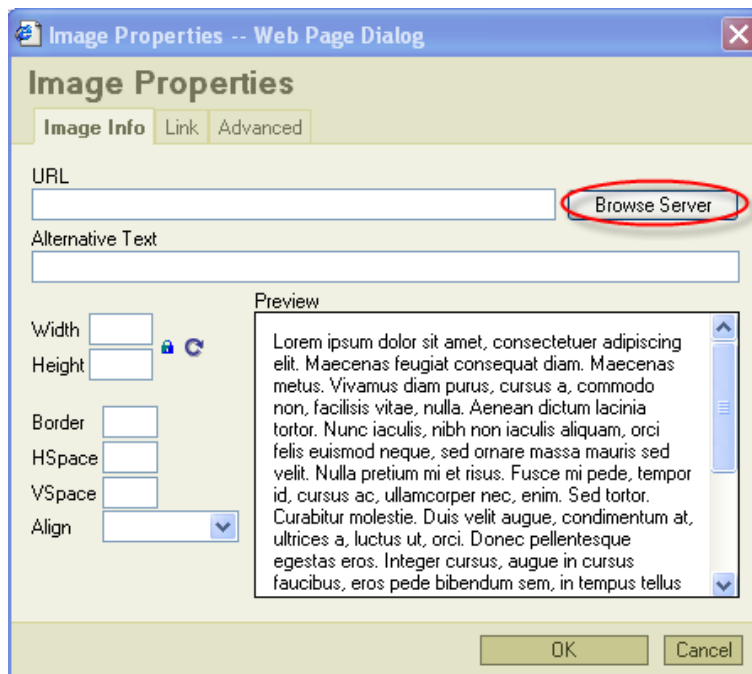 Image Properties -- Web Page Dialog
Image Properties
Image Info Link Advanced
URL
Browse Server
Alternative Text
Width
Height
Border
HSpace
VSpace
Align
Preview
Lorem ipsum dolor sit amet, consectetuer adipiscing
elit. Maecenas feugiat consequat diam. Maecenas
metus. Vivamus diam purus, cursus a, commodo
non, facilisis vitae, nulla. Aenean dictum lacinia
tortor. Nunc iaculis, nibh non iaculis aliquam, orci
felis euismod neque, sed ornare massa mauris sed
velit. Nulla pretium mi et risus. Fusce mi pede, tempor
id, cursus ac, ullamcorper nec, enim. Sed tortor.
Curabitur molestie. Duis velit augue, condimentum at,
ultrices a, luctus ut, orci. Donec pellentesque
egestas eros. Integer cursus, augue in cursus
faucibus, eros pede bibendum sem, in tempus tellus
OK Cancel